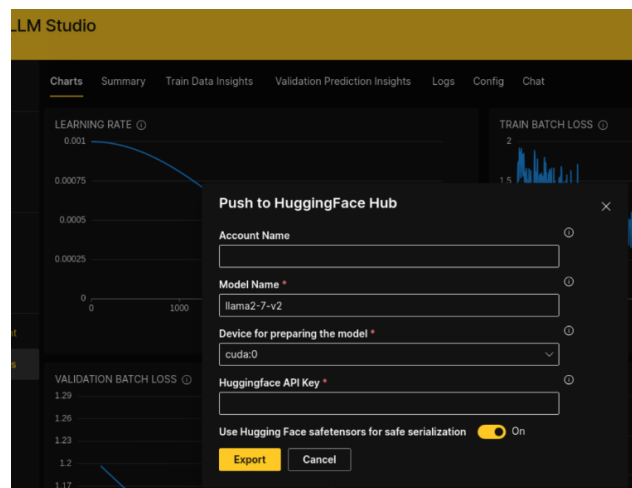 LLM Studio
Charts Summary Train Data Insights Validation Prediction Insights Logs Config Chat
LEARNING RATE
0.001
0.00075
0.0005
0.00025
0
0 1000
TRAIN BATCH LOSS
2
1.5
Push to HuggingFace Hub
Account Name
Model Name *
llama2-7-v2
Device for preparing the model *
cuda:0
Huggingface API Key *
Use Hugging Face safetensors for safe serialization On
Export Cancel
VALIDATION BATCH LOSS
1.29
1.26
1.23
1.2
1.17